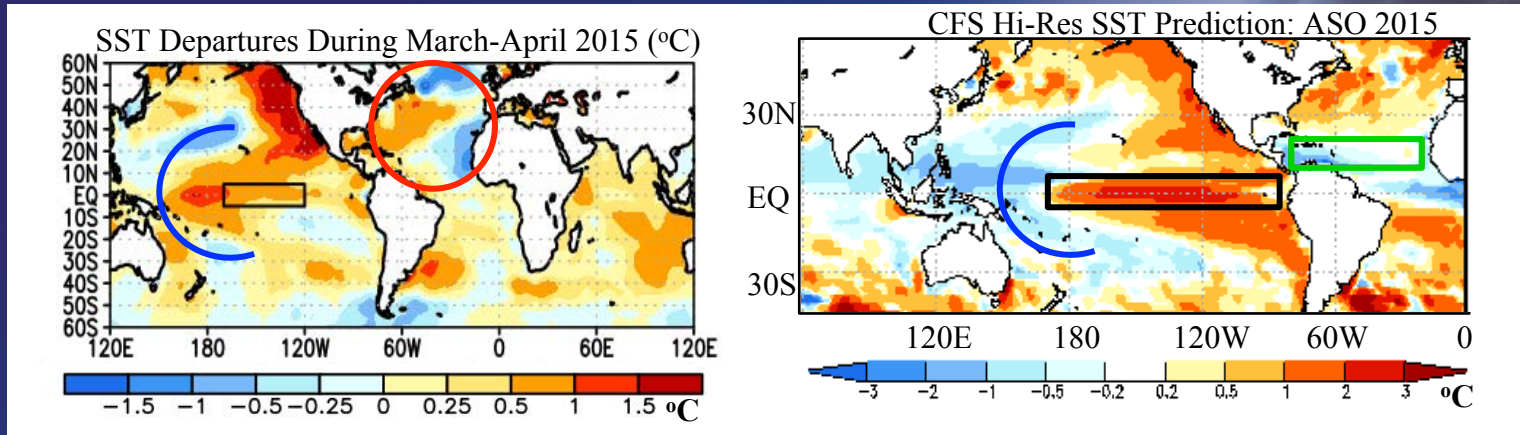 SST Departures During March-April 2015 (oC)
60N
50N
40N
30N
20N
10N
EQ
10S
20S
30S
40S
50S
60S
120E 180 120W 60W 0 60E 120E
−1.5 −1 −0.5 −0.25 0 0.25 0.5 1 1.5 oC
CFS Hi-Res SST Prediction: ASO 2015
30N
EQ
30S
120E 180 120W 60W 0
−3 −2 −1 −0.5 −0.2 0.2 0.5 1 2 3 oC